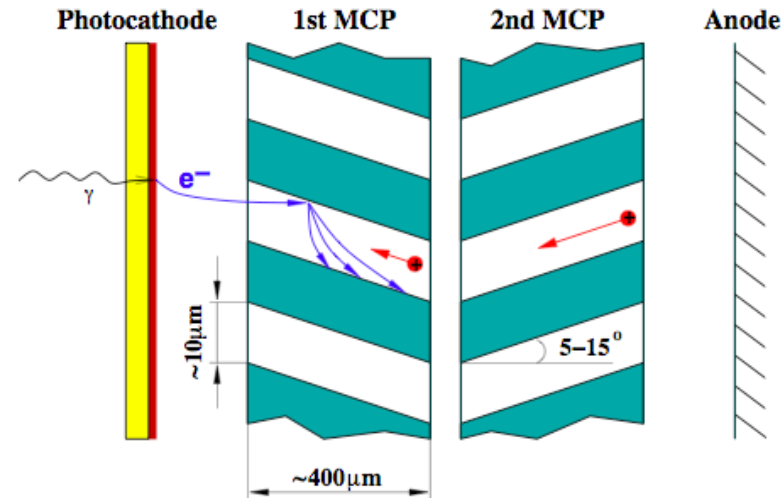 Photocathode 1st MCP 2nd MCP Anode
e⁻
γ
+
+
~10μm
5–15°
~400μm